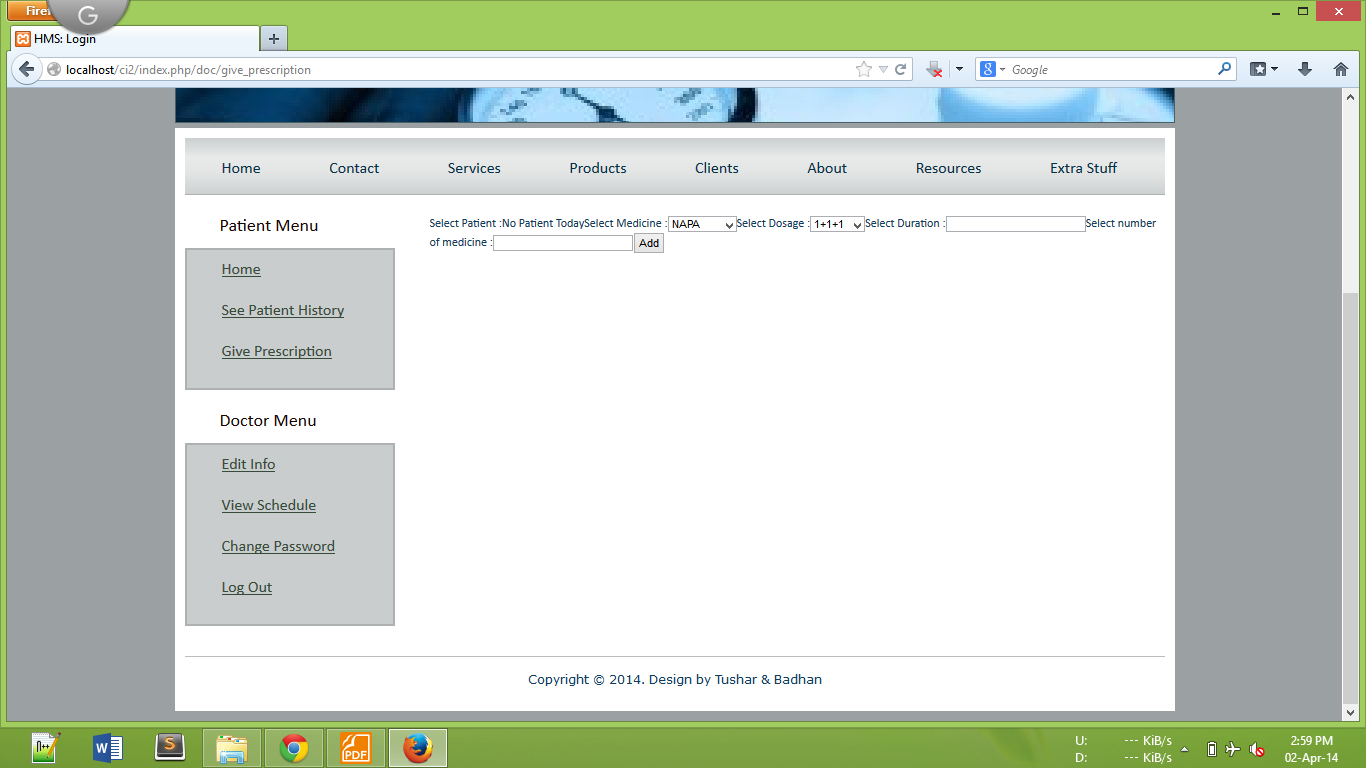 Firef
G
HMS: Login
localhost/ci2/index.php/doc/give_prescription
8
Google
Home Contact Services Products Clients About Resources Extra Stuff
Patient Menu
Home
See Patient History
Give Prescription
Doctor Menu
Edit Info
View Schedule
Change Password
Log Out
Select Patient :No Patient TodaySelect Medicine : NAPA Select Dosage : 1+1+1 Select Duration : Select number
of medicine : Add
Copyright © 2014. Design by Tushar & Badhan
W
S
PDF
U: --- KiB/s
D: --- KiB/s
2:59 PM
02-Apr-14